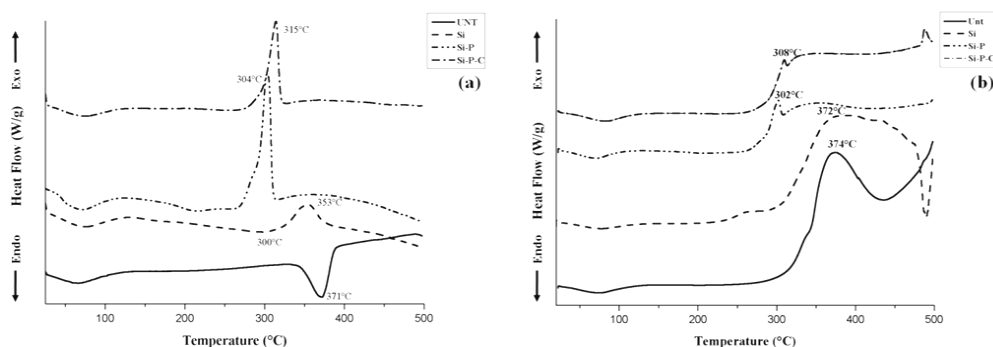 315°C
304°C
353°C
300°C
371°C
UNT
Si
Si-P
Si-P-C
(a)
Exo
Heat Flow (W/g)
Endo
100
200
300
400
500
Temperature (°C)
308°C
302°C
372°C
374°C
Unt
Si
Si-P
Si-P-C
(b)
Exo
Heat Flow (W/g)
Endo
100
200
300
400
500
Temperature (°C)